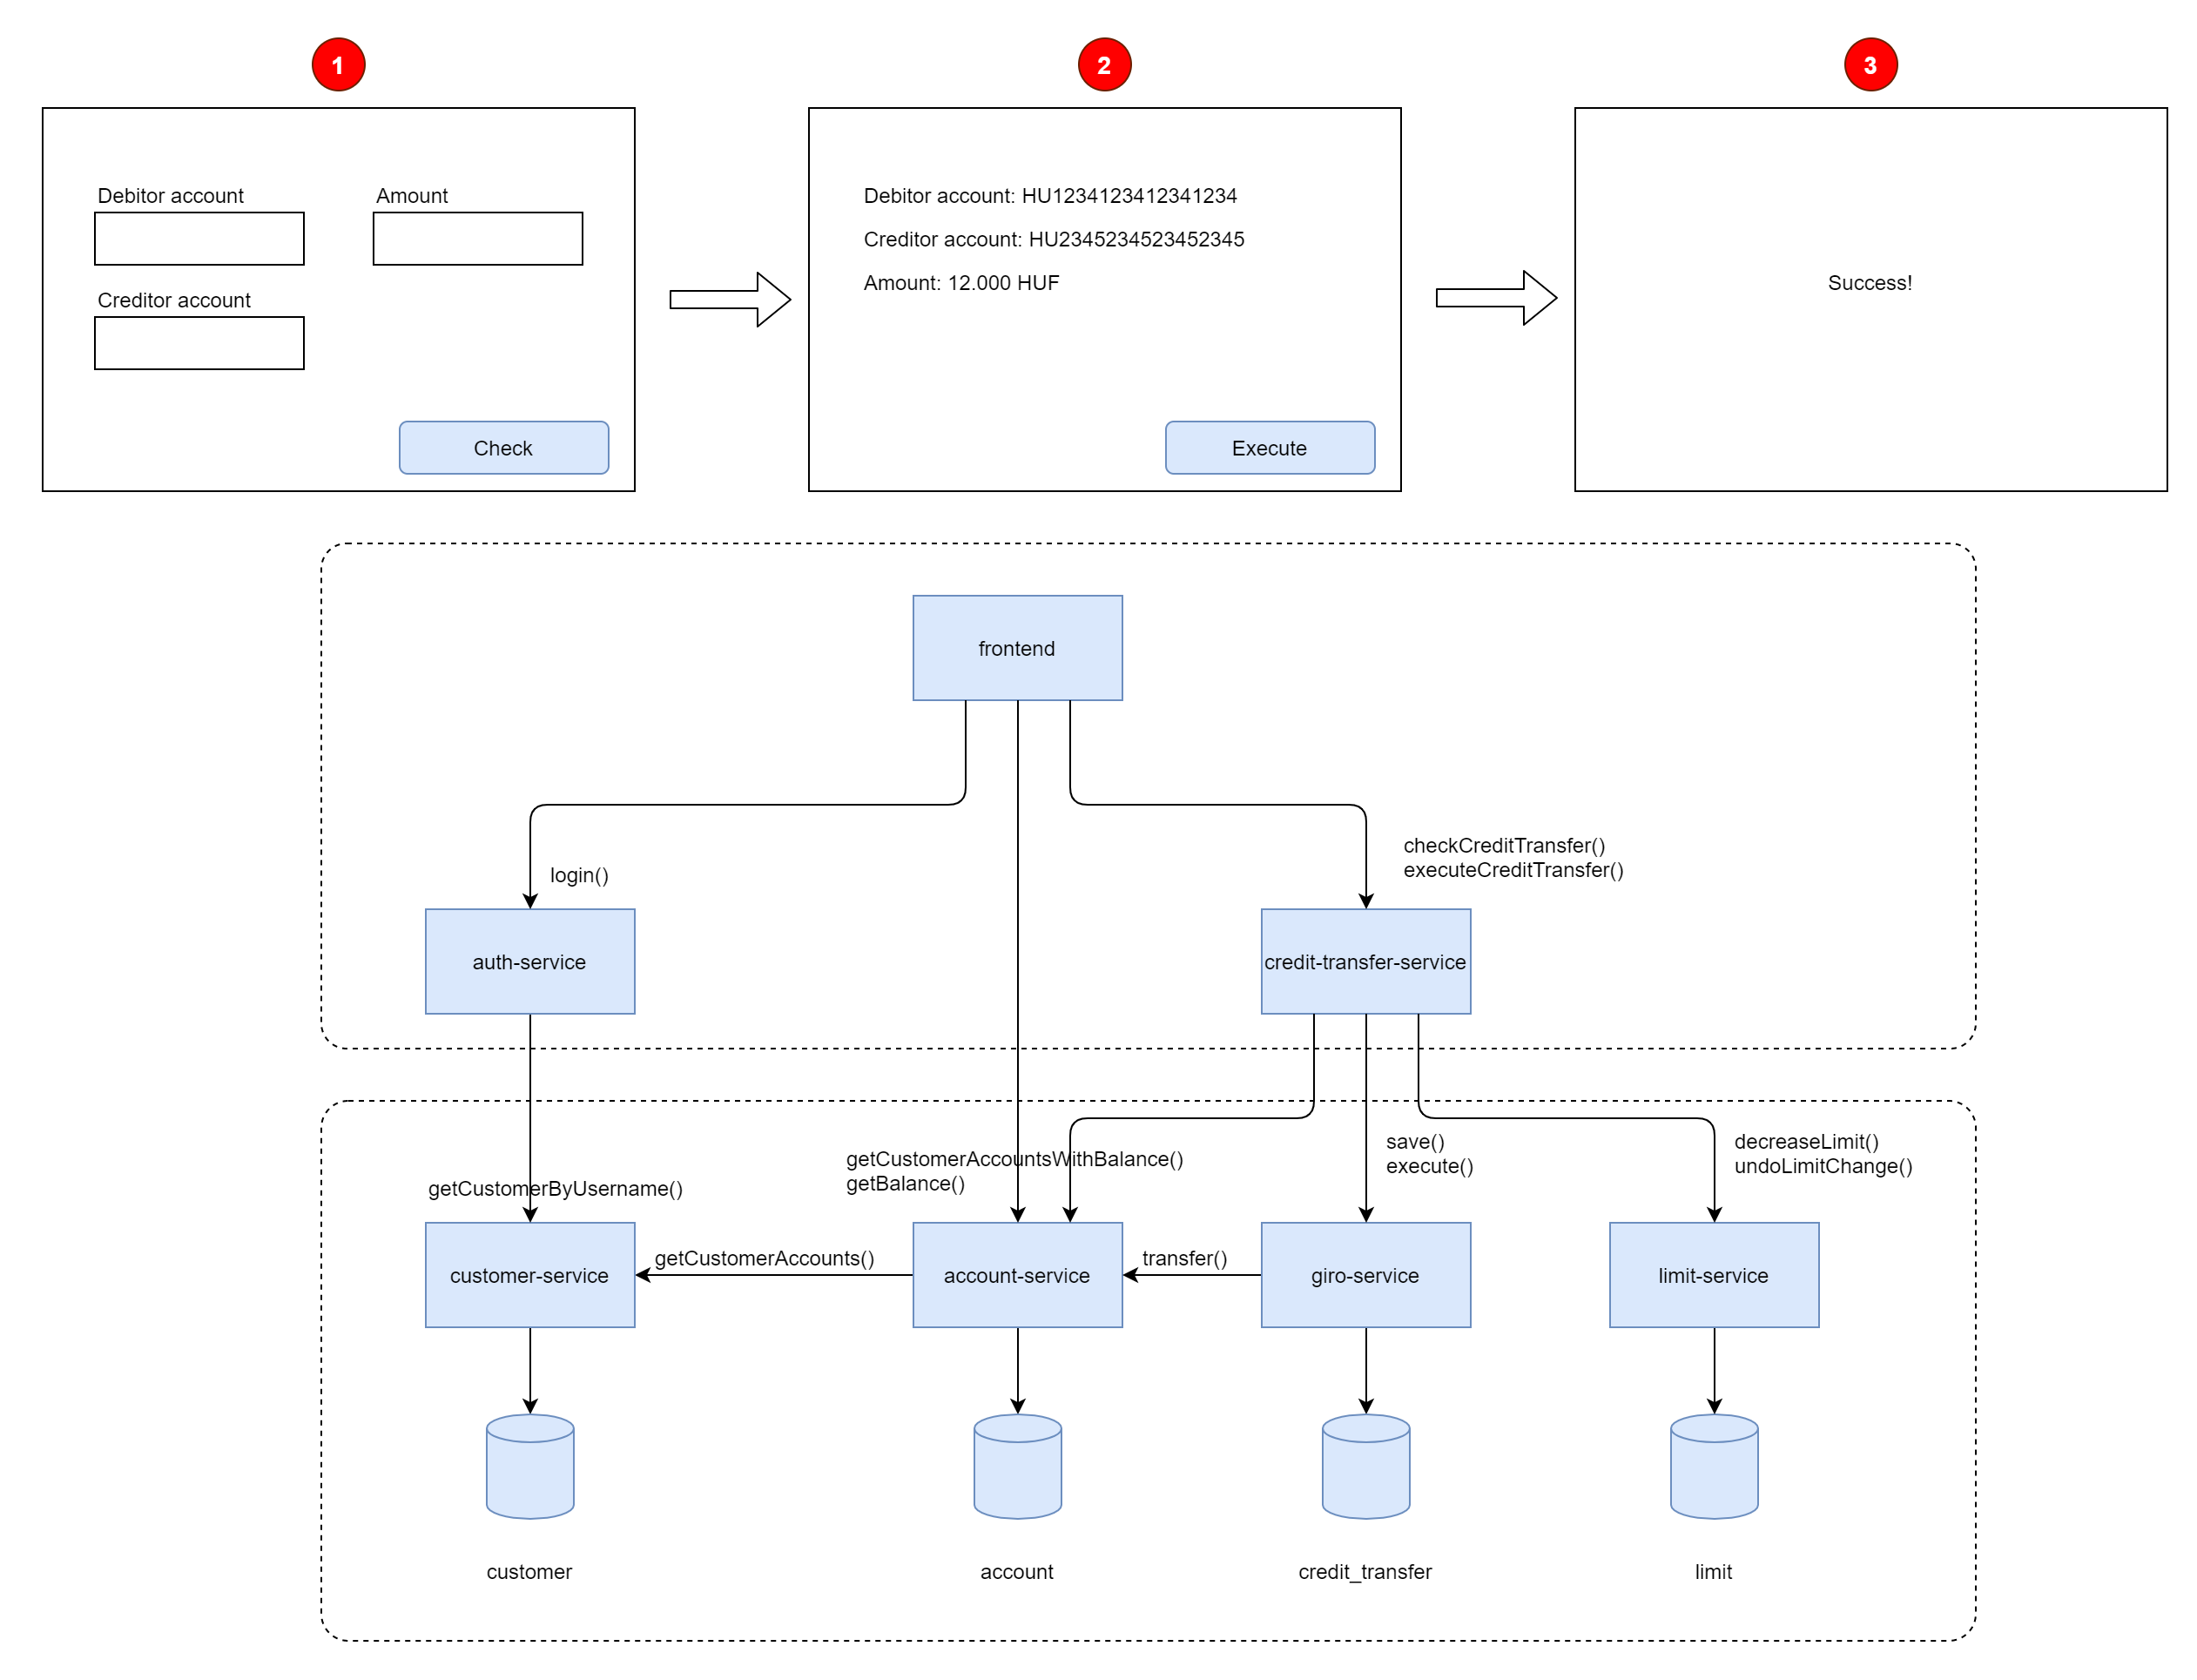 1
2
3
Debitor account
Amount
Creditor account
Check
Debitor account: HU1234123412341234
Creditor account: HU2345234523452345
Amount: 12.000 HUF
Execute
Success!
frontend
login()
checkCreditTransfer()
executeCreditTransfer()
auth-service
credit-transfer-service
getCustomerByUsername()
getCustomerAccountsWithBalance()
getBalance()
save()
execute()
decreaseLimit()
undoLimitChange()
customer-service
getCustomerAccounts()
account-service
transfer()
giro-service
limit-service
customer
account
credit_transfer
limit